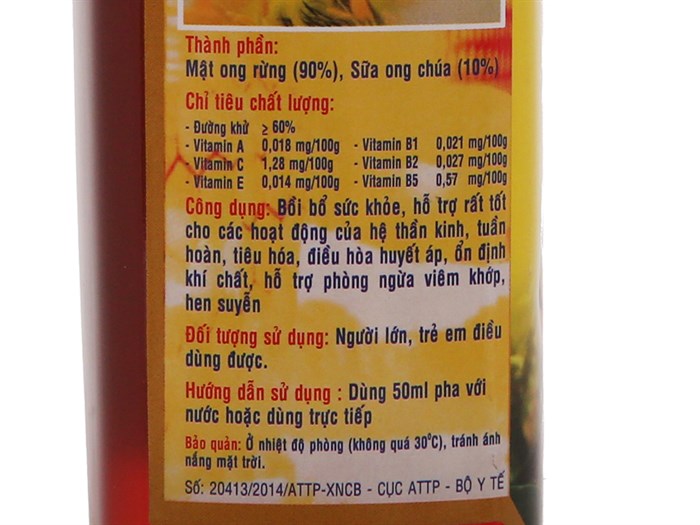 Thành phần:
Mật ong rừng (90%), Sữa ong chúa (10%)
Chỉ tiêu chất lượng:
- Đường khử ≥ 60%
- Vitamin A 0,018 mg/100g - Vitamin B1 0,021 mg/100g
- Vitamin C 1,28 mg/100g - Vitamin B2 0,027 mg/100g
- Vitamin E 0,014 mg/100g - Vitamin B5 0,57 mg/100g
Công dụng: Bồi bổ sức khỏe, hỗ trợ rất tốt
cho các hoạt động của hệ thần kinh, tuần
hoàn, tiêu hóa, điều hòa huyết áp, ổn định
khí chất, hỗ trợ phòng ngừa viêm khớp,
hen suyễn
Đối tượng sử dụng: Người lớn, trẻ em điều
dùng được.
Hướng dẫn sử dụng : Dùng 50ml pha với
nước hoặc dùng trực tiếp
Bảo quản: Ở nhiệt độ phòng (không quá 30⁰C), tránh ánh
nắng mặt trời.
Số: 20413/2014/ATTP-XNCB - CỤC ATTP - BỘ Y TẾ